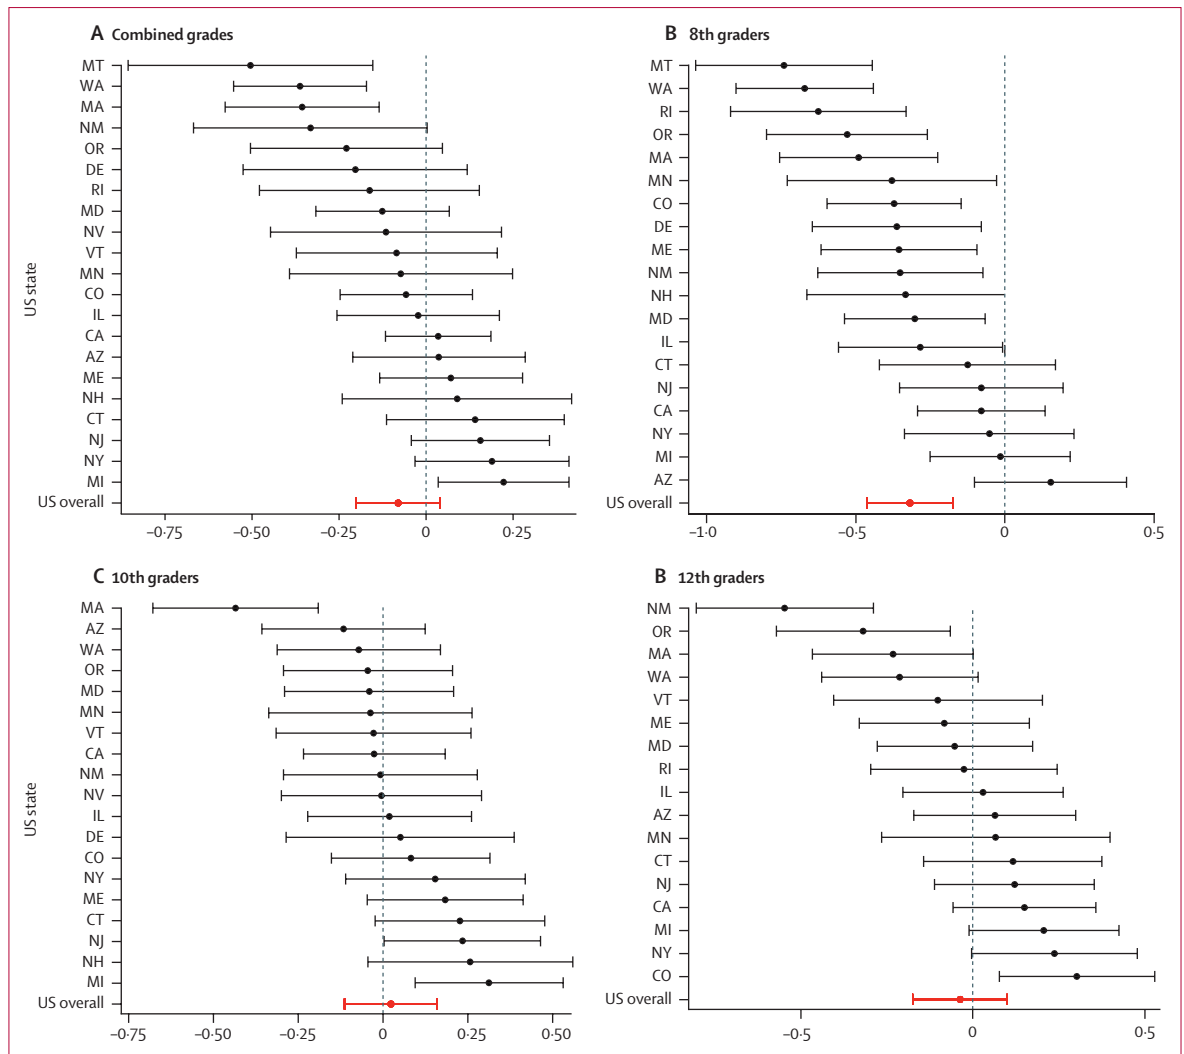 A Combined grades
US state
MT
WA
MA
NM
OR
DE
RI
MD
NV
VT
MN
CO
IL
CA
AZ
ME
NH
CT
NJ
NY
MI
US overall
–0·75 –0·50 –0·25 0 0·25
B 8th graders
MT
WA
RI
OR
MA
MN
CO
DE
ME
NM
NH
MD
IL
CT
NJ
CA
NY
MI
AZ
US overall
–1·0 –0·5 0 0·5
C 10th graders
US state
MA
AZ
WA
OR
MD
MN
VT
CA
NM
NV
IL
DE
CO
NY
ME
CT
NJ
NH
MI
US overall
–0·75 –0·50 –0·25 0 0·25 0·50
B 12th graders
NM
OR
MA
WA
VT
ME
MD
RI
IL
AZ
MN
CT
NJ
CA
MI
NY
CO
US overall
–0·5 0 0·5